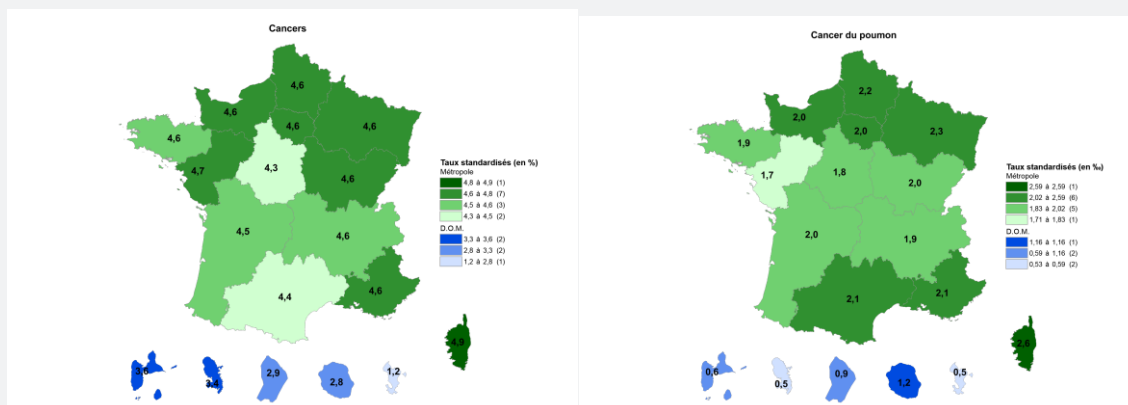 Cancers
4,6
4,6
4,6
4,6
4,6
4,7
4,3
4,6
4,5
4,6
4,4
4,6
4,9
3,6
3,4
2,9
2,8
1,2
Taux standardisés (en %)
Métropole
4,8 à 4,9 (1)
4,6 à 4,8 (7)
4,5 à 4,6 (3)
4,3 à 4,5 (2)
D.O.M.
3,3 à 3,6 (2)
2,8 à 3,3 (2)
1,2 à 2,8 (1)
Cancer du poumon
2,2
2,0
2,0
2,3
1,9
1,7
1,8
2,0
2,0
1,9
2,1
2,1
2,6
0,6
0,5
0,9
1,2
0,5
Taux standardisés (en ‰)
Métropole
2,59 à 2,59 (1)
2,02 à 2,59 (6)
1,83 à 2,02 (5)
1,71 à 1,83 (1)
D.O.M.
1,16 à 1,16 (1)
0,59 à 1,16 (2)
0,53 à 0,59 (2)